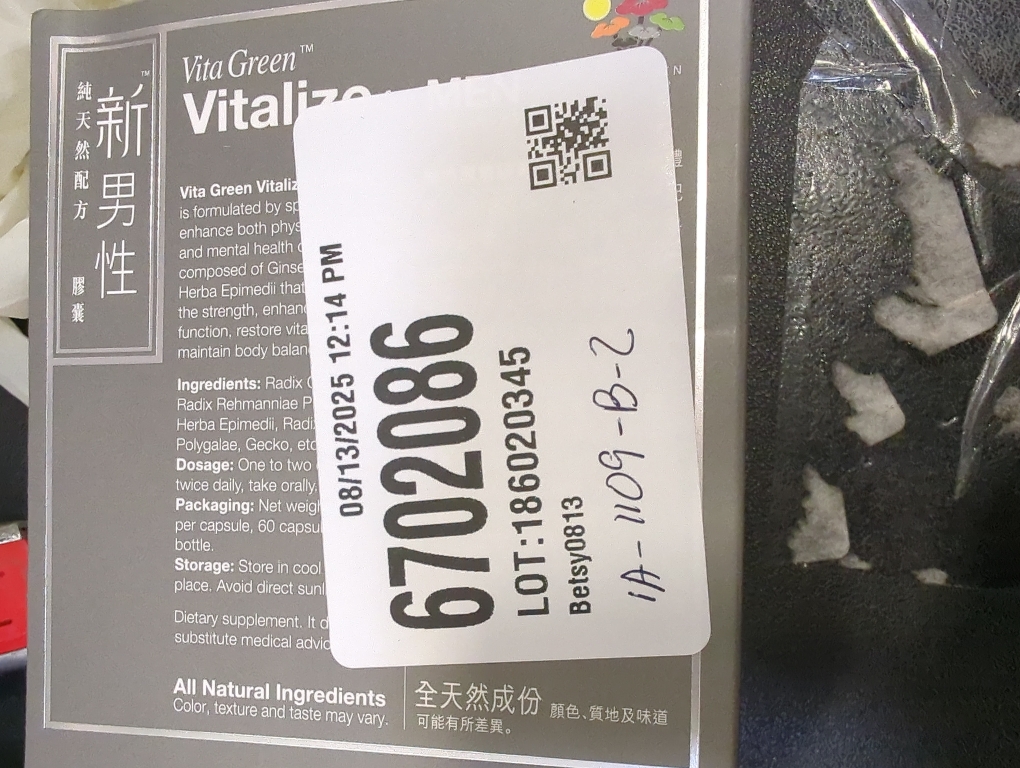 純天然配方 膠囊
新男性™
Vita Green™
Vitalize
Vita Green Vitaliz
is formulated by sp
enhance both phys
and mental health
composed of Ginse
Herba Epimedii that
the strength, enhan
function, restore vita
maintain body balan
Ingredients: Radix
Radix Rehmanniae P
Herba Epimedii, Radi
Polygalae, Gecko, etc
Dosage: One to two
twice daily, take orally.
Packaging: Net weigh
per capsule, 60 capsu
bottle.
Storage: Store in cool
place. Avoid direct sunl
Dietary supplement. It d
substitute medical advic
All Natural Ingredients
Color, texture and taste may vary.
全天然成份 顏色、質地及味道
可能有所差異。
08/13/2025 12:14 PM
6702086
LOT:186020345
Betsy0813
1A-1109-B-2